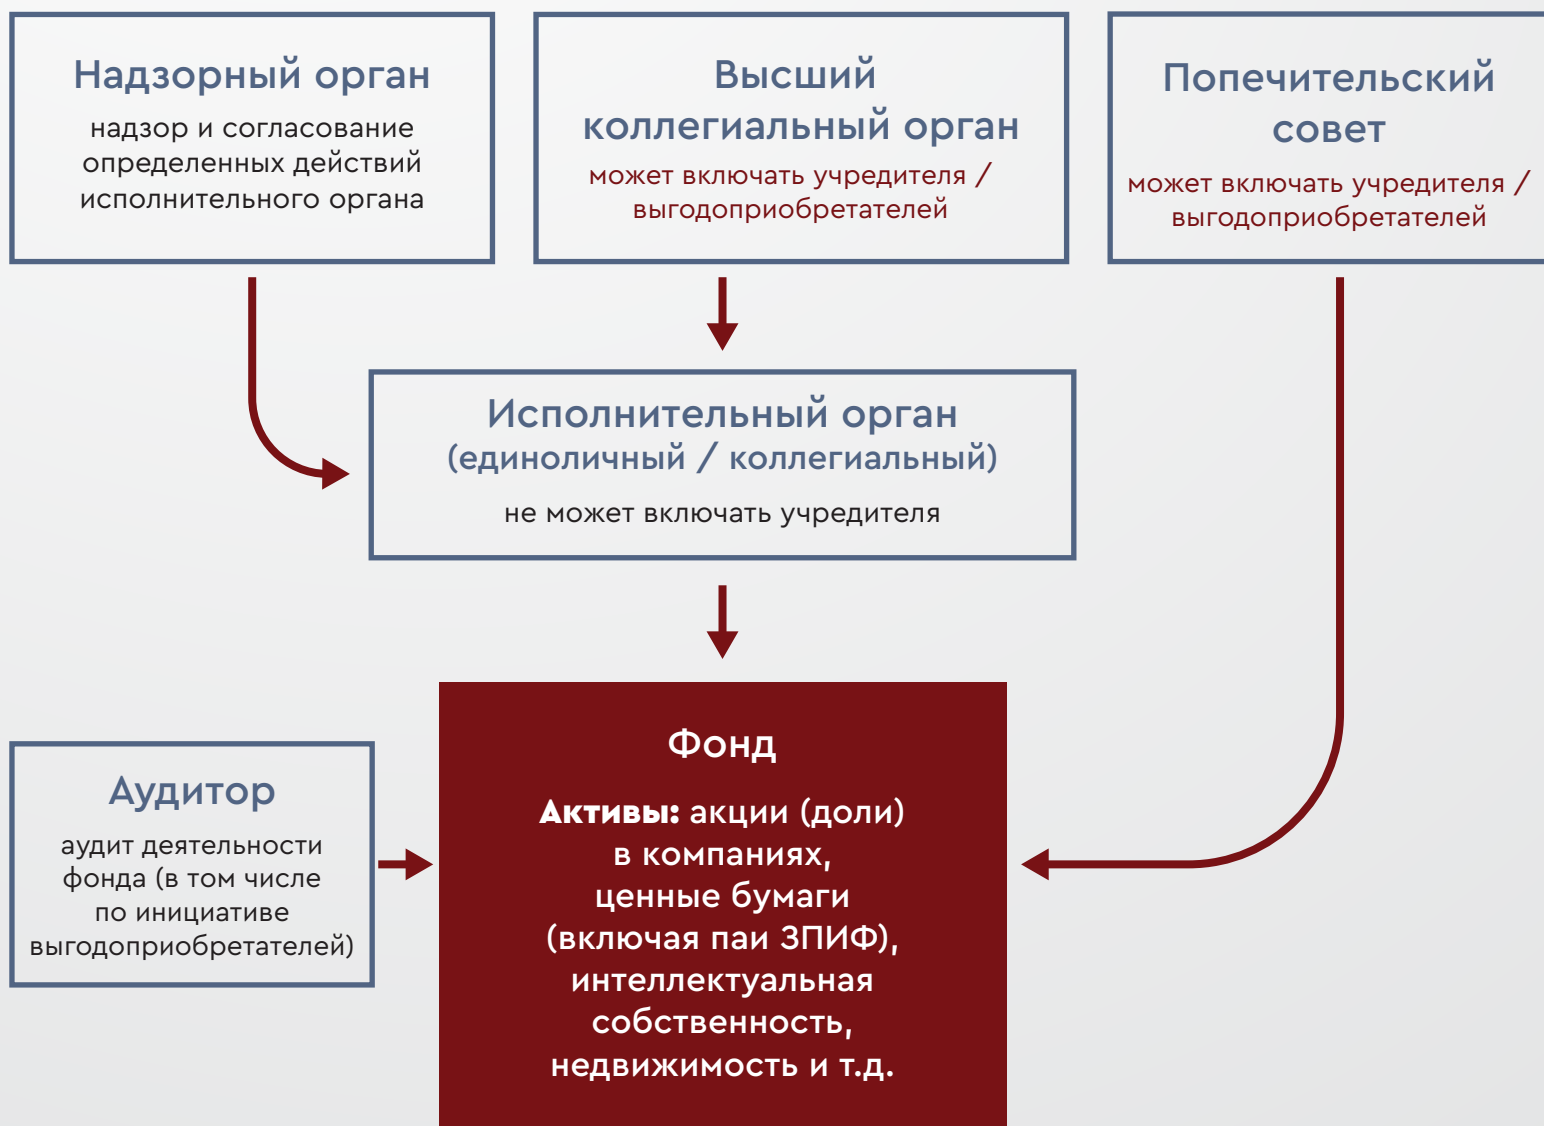 Надзорный орган
надзор и согласование
определенных действий
исполнительного органа
Высший
коллегиальный орган
может включать учредителя /
выгодоприобретателей
Попечительский
совет
может включать учредителя /
выгодоприобретателей
Исполнительный орган
(единоличный / коллегиальный)
не может включать учредителя
Аудитор
аудит деятельности
фонда (в том числе
по инициативе
выгодоприобретателей)
Фонд
Активы: акции (доли)
в компаниях,
ценные бумаги
(включая паи ЗПИФ),
интеллектуальная
собственность,
недвижимость и т.д.